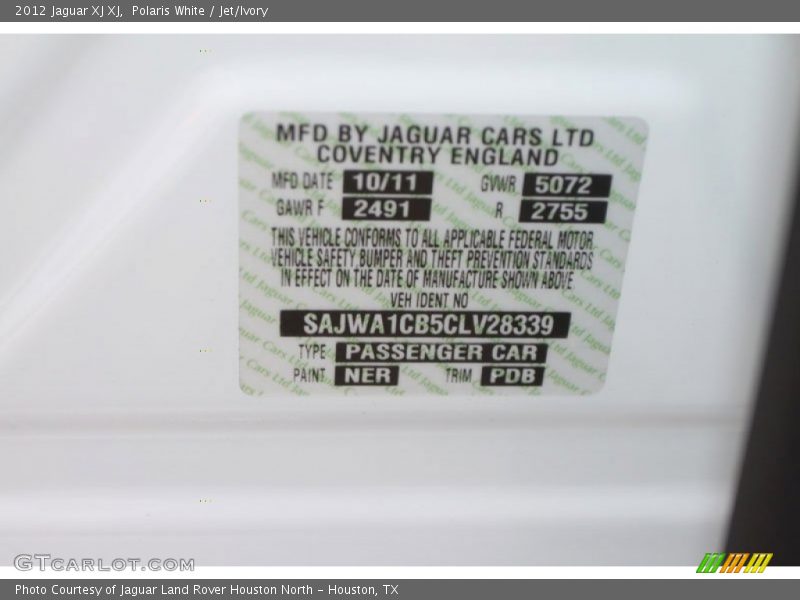 2012 Jaguar XJ XJ,  Polaris White / Jet/Ivory
MFD BY JAGUAR CARS LTD
COVENTRY ENGLAND
MFD DATE 10/11 GVWR 5072
GAWR F 2491 R 2755
THIS VEHICLE CONFORMS TO ALL APPLICABLE FEDERAL MOTOR
VEHICLE SAFETY BUMPER AND THEFT PREVENTION STANDARDS
IN EFFECT ON THE DATE OF MANUFACTURE SHOWN ABOVE
VEH IDENT NO
SAJWA1CB5CLV28339
TYPE PASSENGER CAR
PAINT NER TRIM PDB
GTCARLOT.COM
Photo Courtesy of Jaguar Land Rover Houston North - Houston, TX